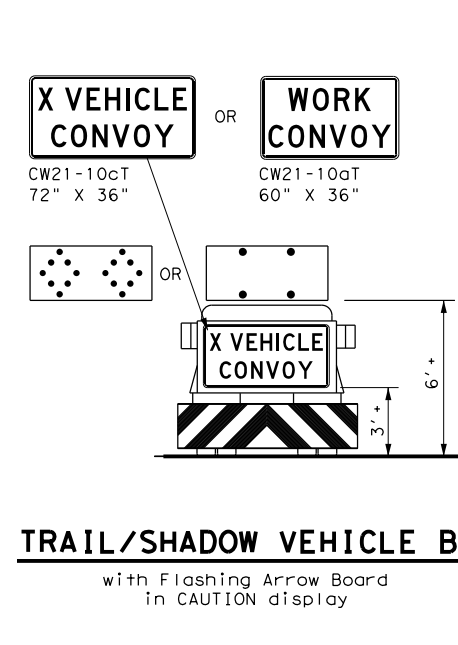 X VEHICLE
CONVOY
OR
WORK
CONVOY
CW21-10cT
72" X 36"
CW21-10aT
60" X 36"
OR
X VEHICLE
CONVOY
6' +
3' +
TRAIL/SHADOW VEHICLE B
with Flashing Arrow Board
in CAUTION display